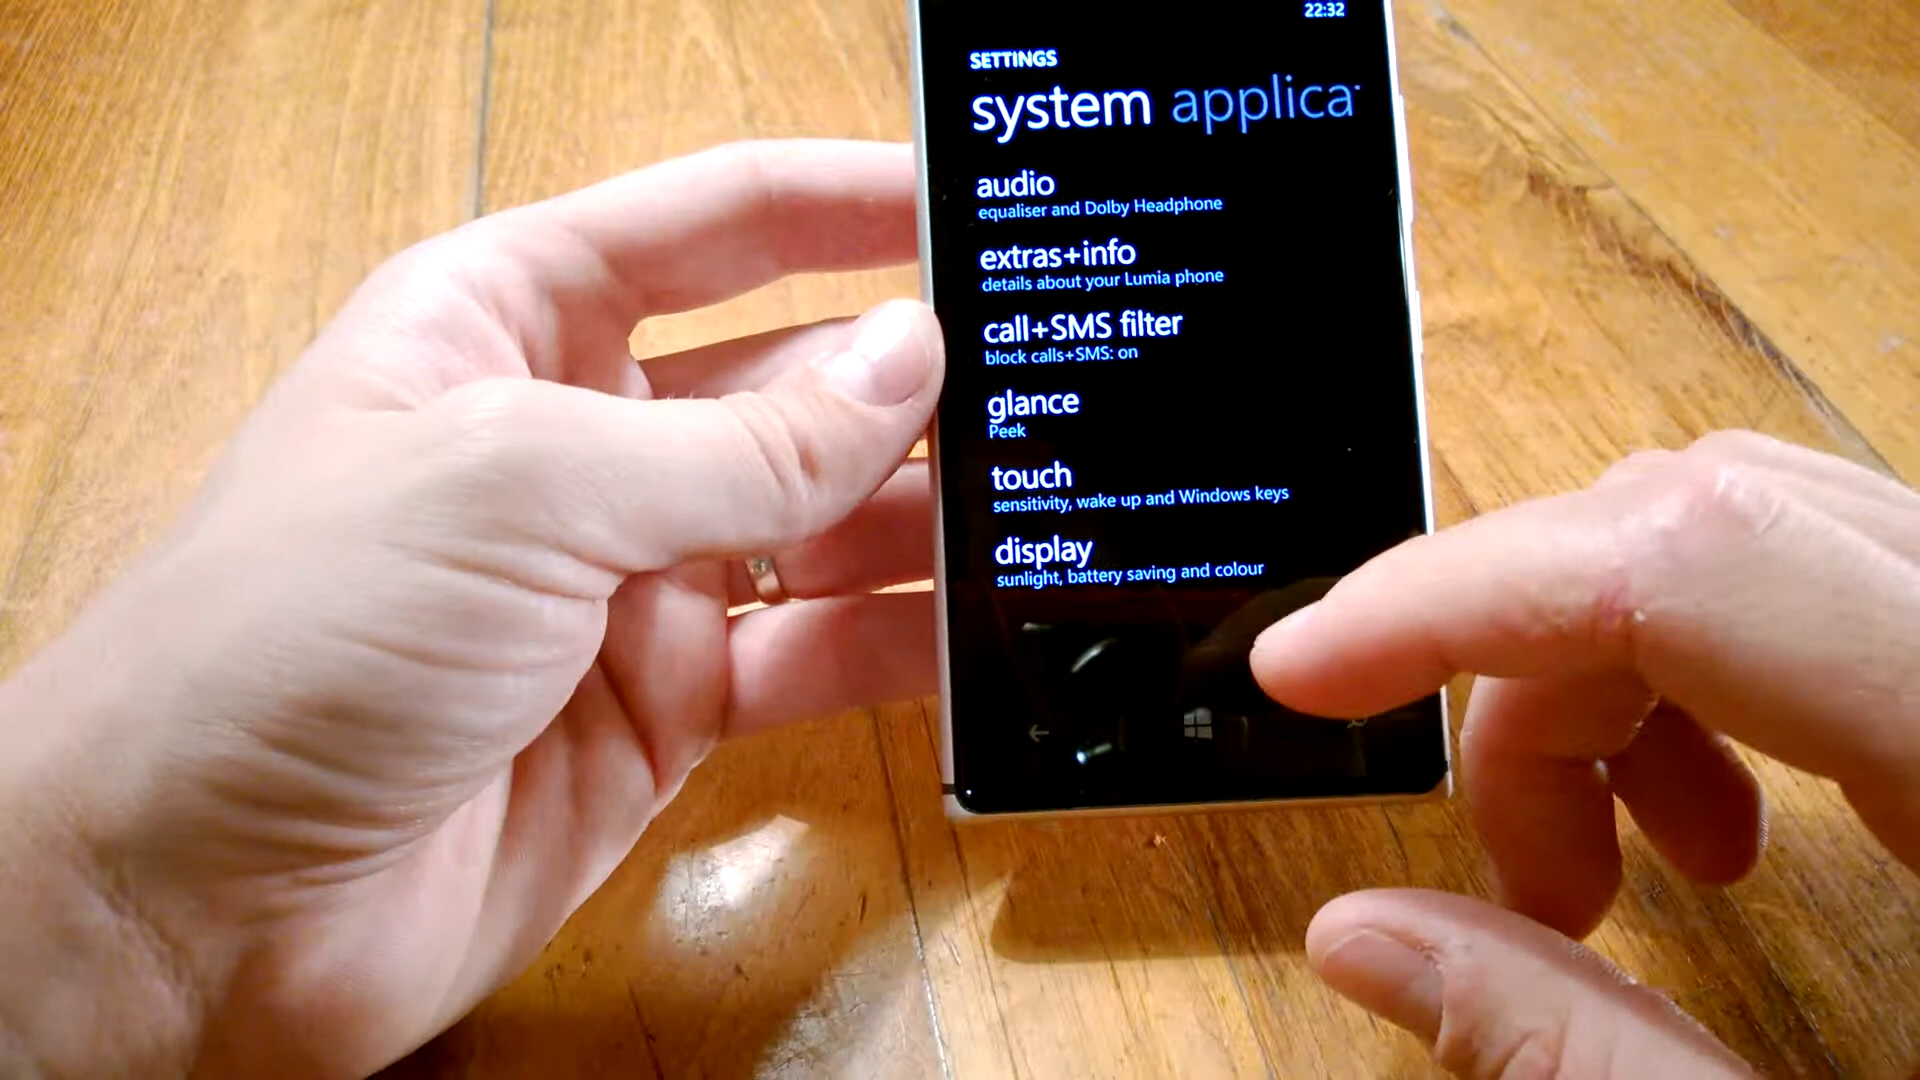 22:32
SETTINGS
system applica
audio
equaliser and Dolby Headphone
extras+info
details about your Lumia phone
call+SMS filter
block calls+SMS: on
glance
Peek
touch
sensitivity, wake up and Windows keys
display
sunlight, battery saving and colour